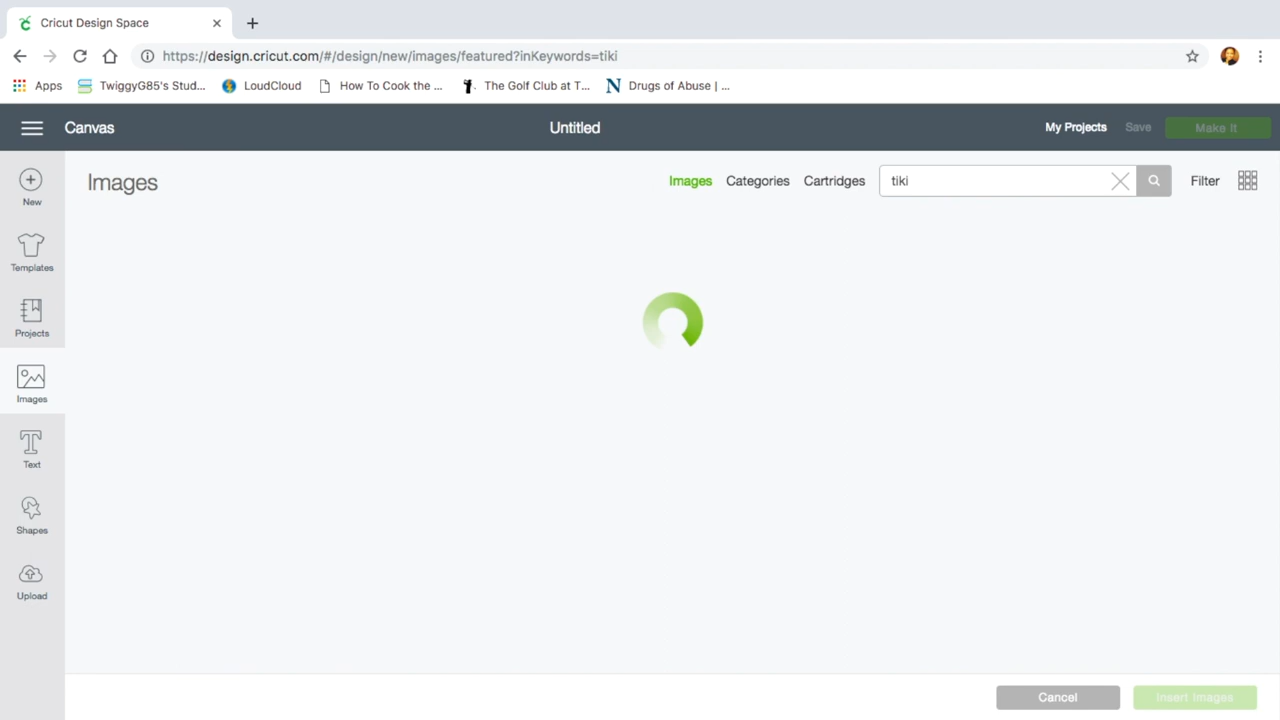 Cricut Design Space
https://design.cricut.com/#/design/new/images/featured?inKeywords=tiki
Apps TwiggyG85's Stud... LoudCloud How To Cook the ... The Golf Club at T... Drugs of Abuse | ...
Canvas Untitled My Projects Save Make It
Images Images Categories Cartridges tiki Filter
New
Templates
Projects
Images
Text
Shapes
Upload
Cancel Insert Images